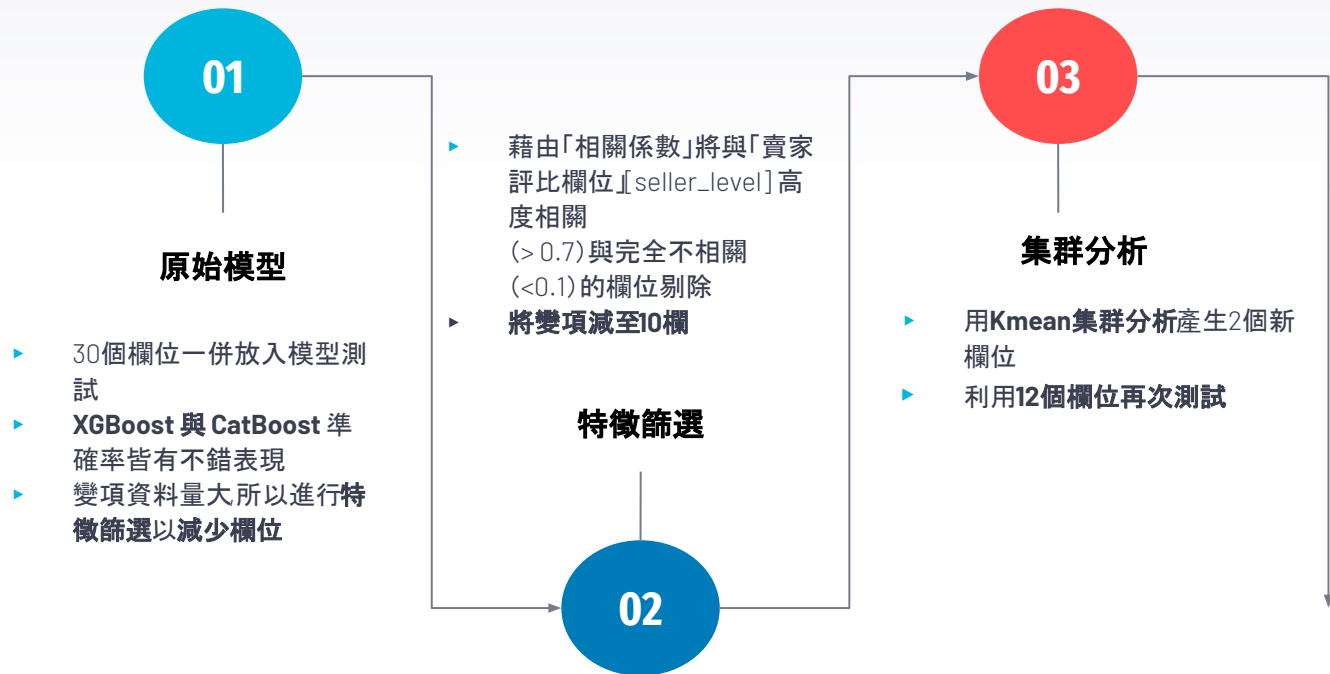 01
原始模型
▸ 30個欄位一併放入模型測
試
▸ XGBoost 與 CatBoost 準
確率皆有不錯表現
▸ 變項資料量大,所以進行特
徵篩選以減少欄位
▸ 藉由「相關係數」將與「賣家
評比欄位」[seller_level] 高
度相關
(> 0.7) 與完全不相關
(<0.1) 的欄位剔除
▸ 將變項減至10欄
特徵篩選
02
03
集群分析
▸ 用Kmean集群分析產生2個新
欄位
▸ 利用12個欄位再次測試